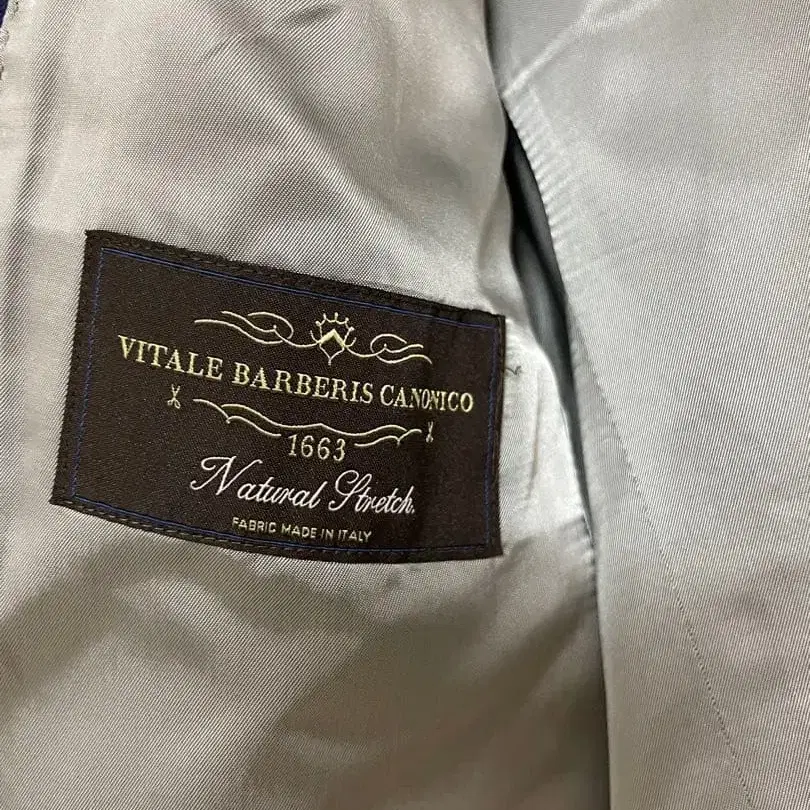 VITALE BARBERIS CANONICO
1663
Natural Stretch.
FABRIC MADE IN ITALY